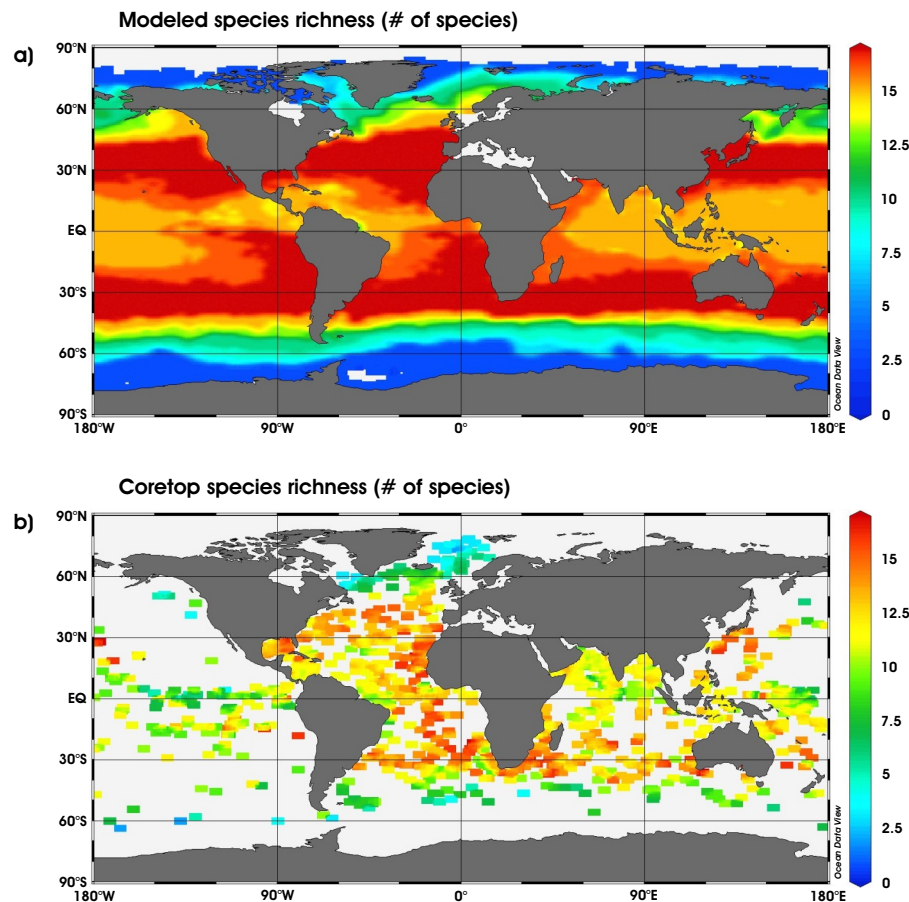 Modeled species richness (# of species)
a)
90°N
60°N
30°N
EQ
30°S
60°S
90°S
180°W
90°W
0°
90°E
180°E
15
12.5
10
7.5
5
2.5
0
Ocean Data View
Coretop species richness (# of species)
b)
90°N
60°N
30°N
EQ
30°S
60°S
90°S
180°W
90°W
0°
90°E
180°E
15
12.5
10
7.5
5
2.5
0
Ocean Data View